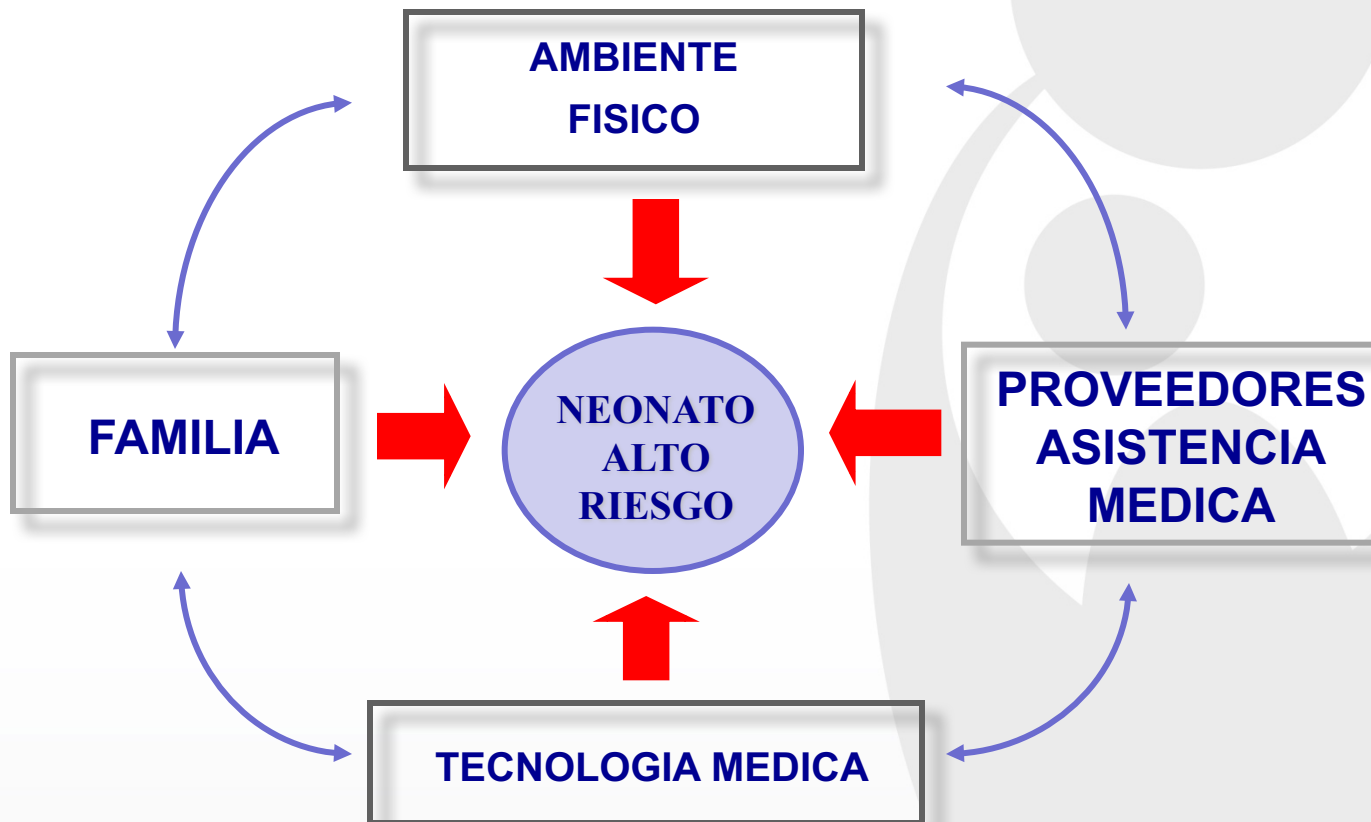 AMBIENTE
FISICO
FAMILIA
NEONATO
ALTO
RIESGO
PROVEEDORES
ASISTENCIA
MEDICA
TECNOLOGIA MEDICA